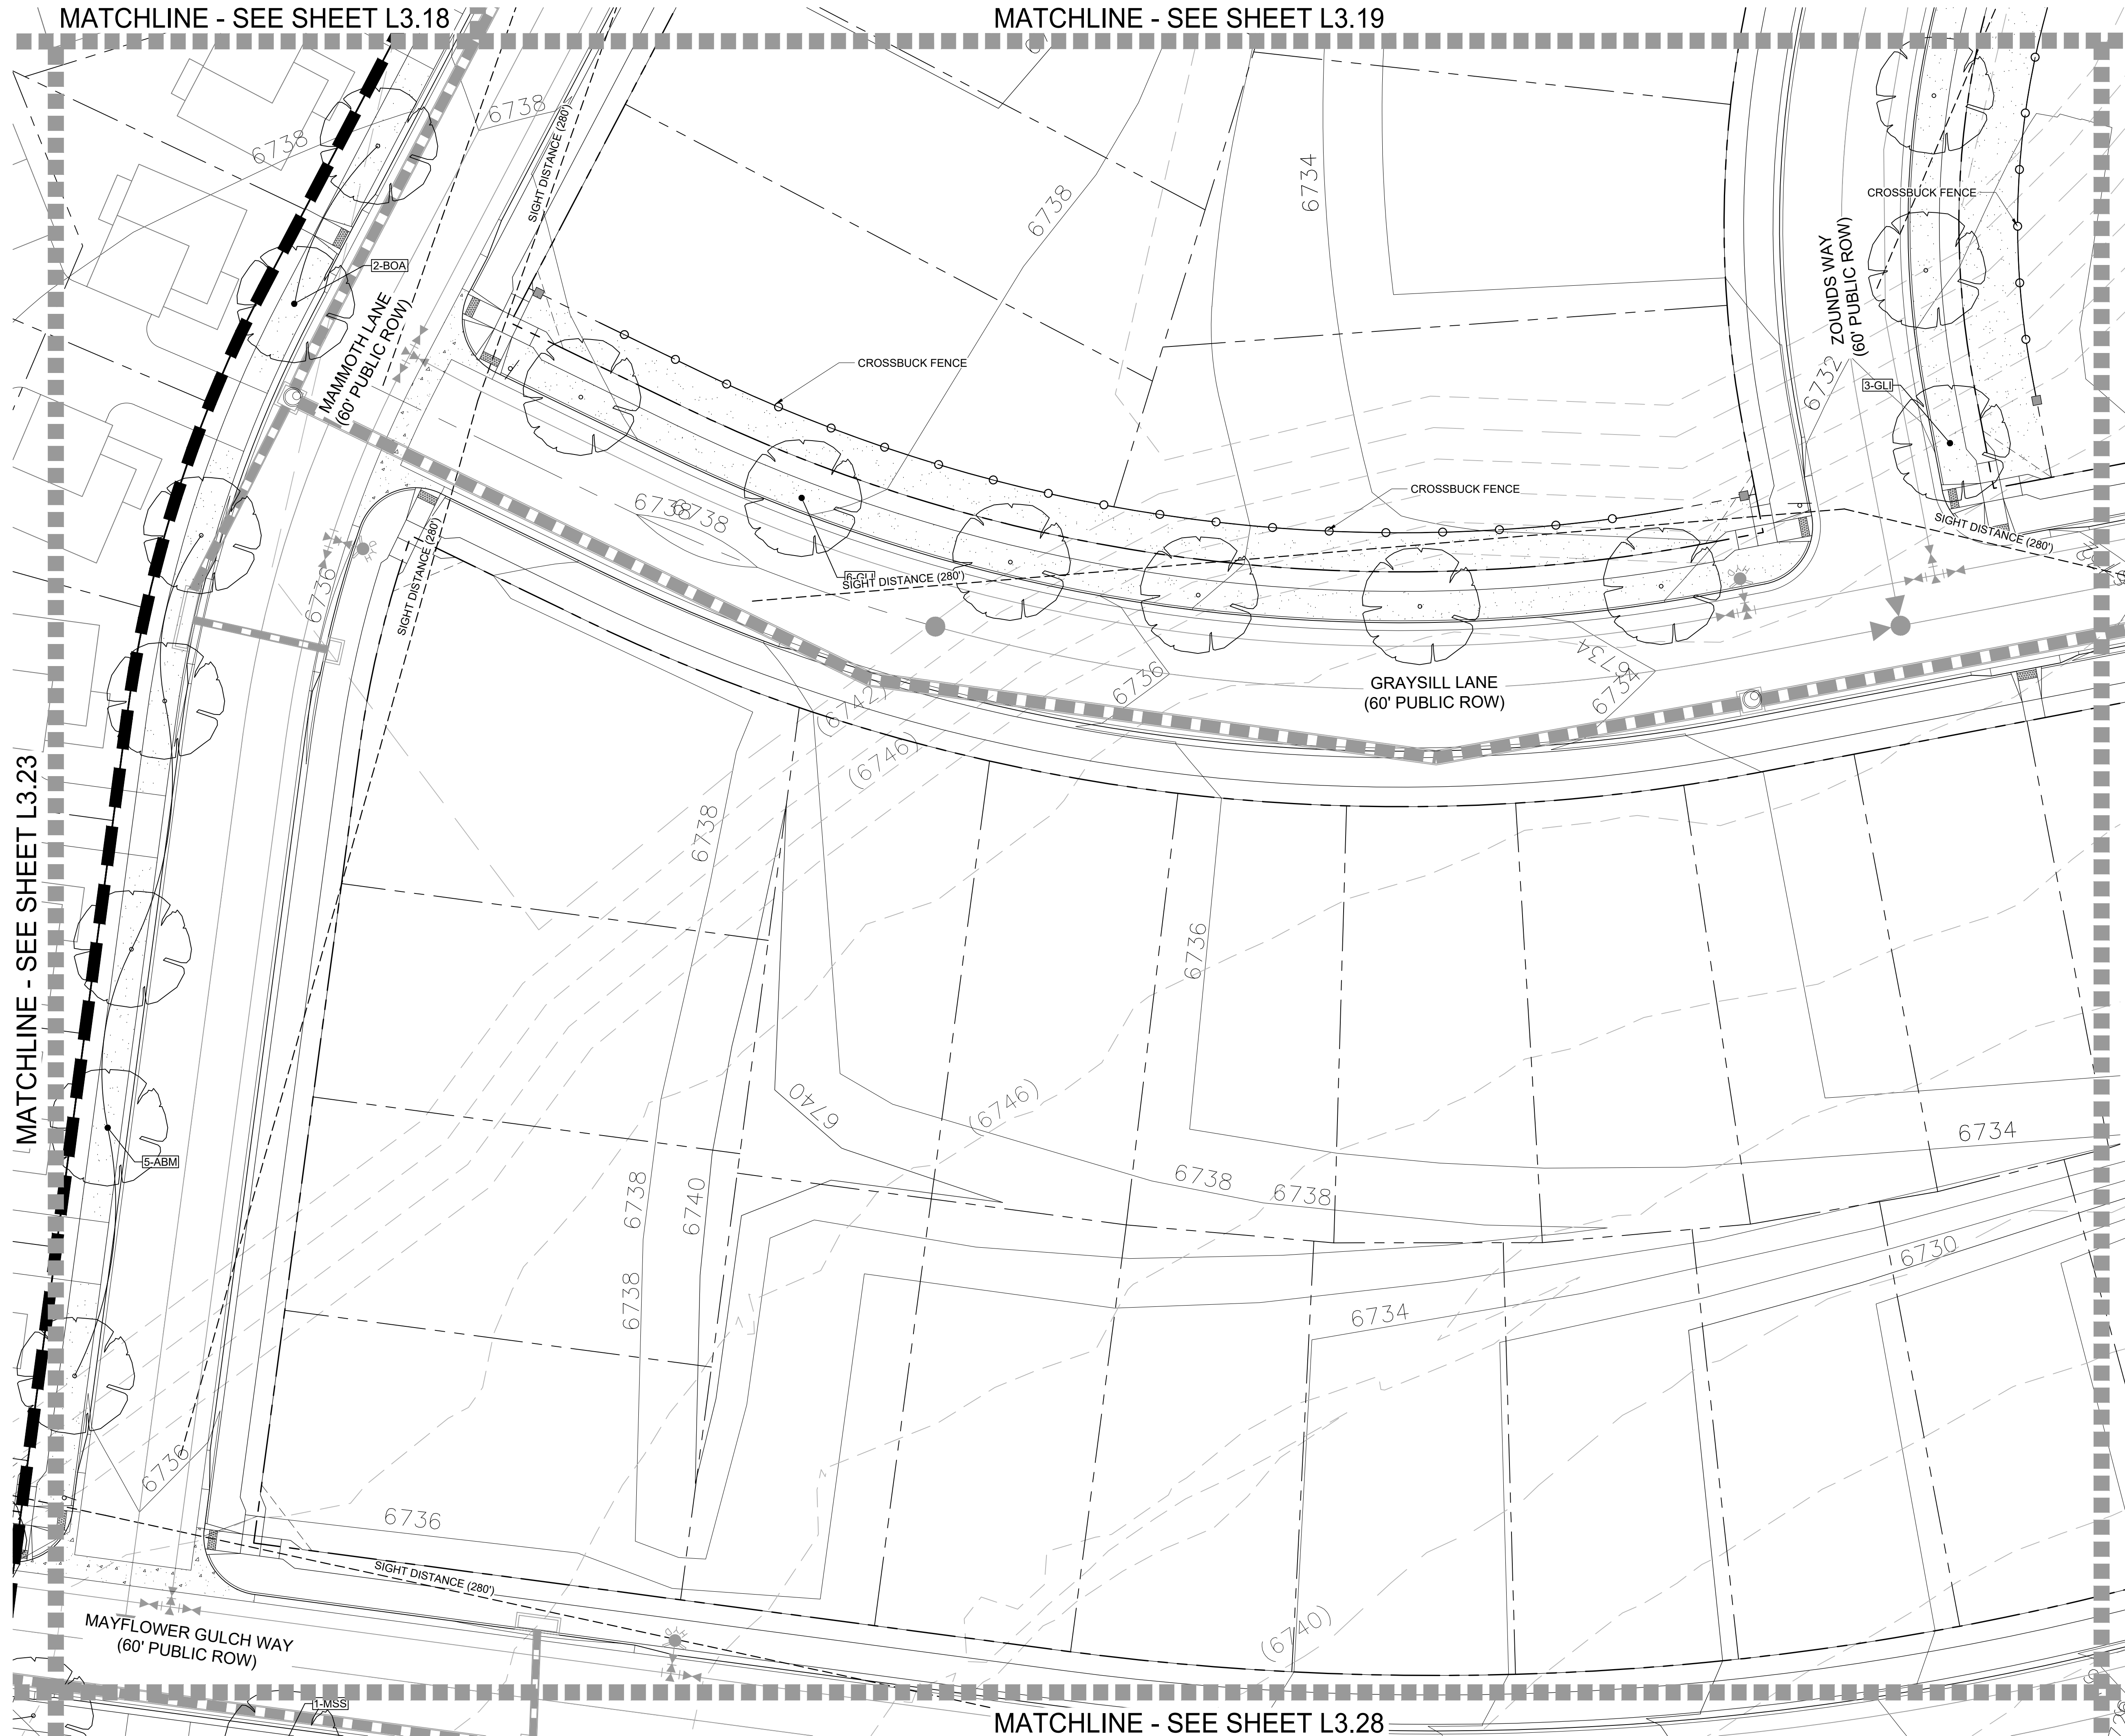 MATCHLINE - SEE SHEET L3.18
MATCHLINE - SEE SHEET L3.19
6738
6738
SIGHT DISTANCE (280')
6738
6734
CROSSBUCK FENCE
ZOUNDS WAY
(60' PUBLIC ROW)
2-BOA
MAMMOTH LANE
(60' PUBLIC ROW)
CROSSBUCK FENCE
6732
3-GLI
CROSSBUCK FENCE
6738
6738
SIGHT DISTANCE (280')
SIGHT DISTANCE (280')
6736
6-GLI
SIGHT DISTANCE (280')
6734
6736
6734
GRAYSILL LANE
(60' PUBLIC ROW)
(6742)
(6746)
MATCHLINE - SEE SHEET L3.23
6738
6736
6740
(6746)
5-ABM
6734
6738
6740
6738
6738
6738
6730
6734
6736
6736
SIGHT DISTANCE (280')
MAYFLOWER GULCH WAY
(60' PUBLIC ROW)
(6740)
1-MSS
MATCHLINE - SEE SHEET L3.28